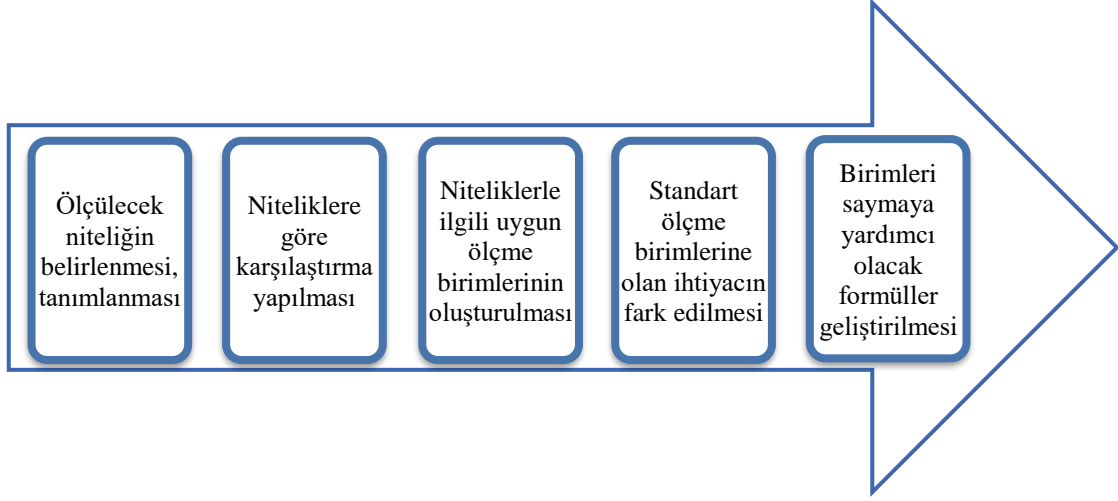 Ölçülecek
niteliğin
belirlenmesi,
tanımlanması
Niteliklere
göre
karşılaştırma
yapılması
Niteliklerle
ilgili uygun
ölçme
birimlerinin
oluşturulması
Standart
ölçme
birimlerine
olan ihtiyacın
fark edilmesi
Birimleri
saymaya
yardımcı
olacak
formüller
geliştirilmesi